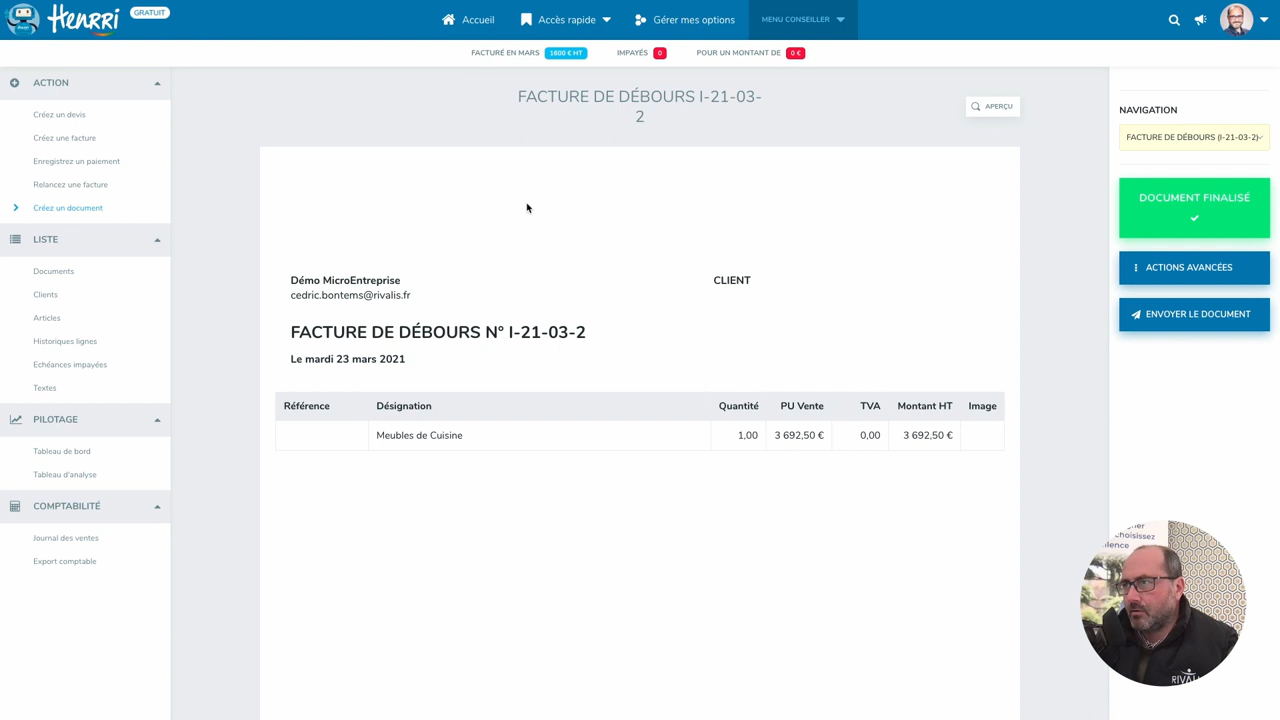 Henrri
GRATUIT
Accueil
Accès rapide
Gérer mes options
MENU CONSEILLER
FACTURÉ EN MARS 1600 € HT
IMPAYÉS 0
POUR UN MONTANT DE 0 €
ACTION
Créez un devis
Créez une facture
Enregistrez un paiement
Relancez une facture
Créez un document
LISTE
Documents
Clients
Articles
Historiques lignes
Echéances impayées
Textes
PILOTAGE
Tableau de bord
Tableau d'analyse
COMPTABILITÉ
Journal des ventes
Export comptable
FACTURE DE DÉBOURS I-21-03-
2
APERÇU
Démo MicroEntreprise
cedric.bontems@rivalis.fr
CLIENT
FACTURE DE DÉBOURS N° I-21-03-2
Le mardi 23 mars 2021
Référence Désignation Quantité PU Vente TVA Montant HT Image
Meubles de Cuisine 1,00 3 692,50 € 0,00 3 692,50 €
NAVIGATION
FACTURE DE DÉBOURS (I-21-03-2)
DOCUMENT FINALISÉ
ACTIONS AVANCÉES
ENVOYER LE DOCUMENT
choisissez
RIVAL